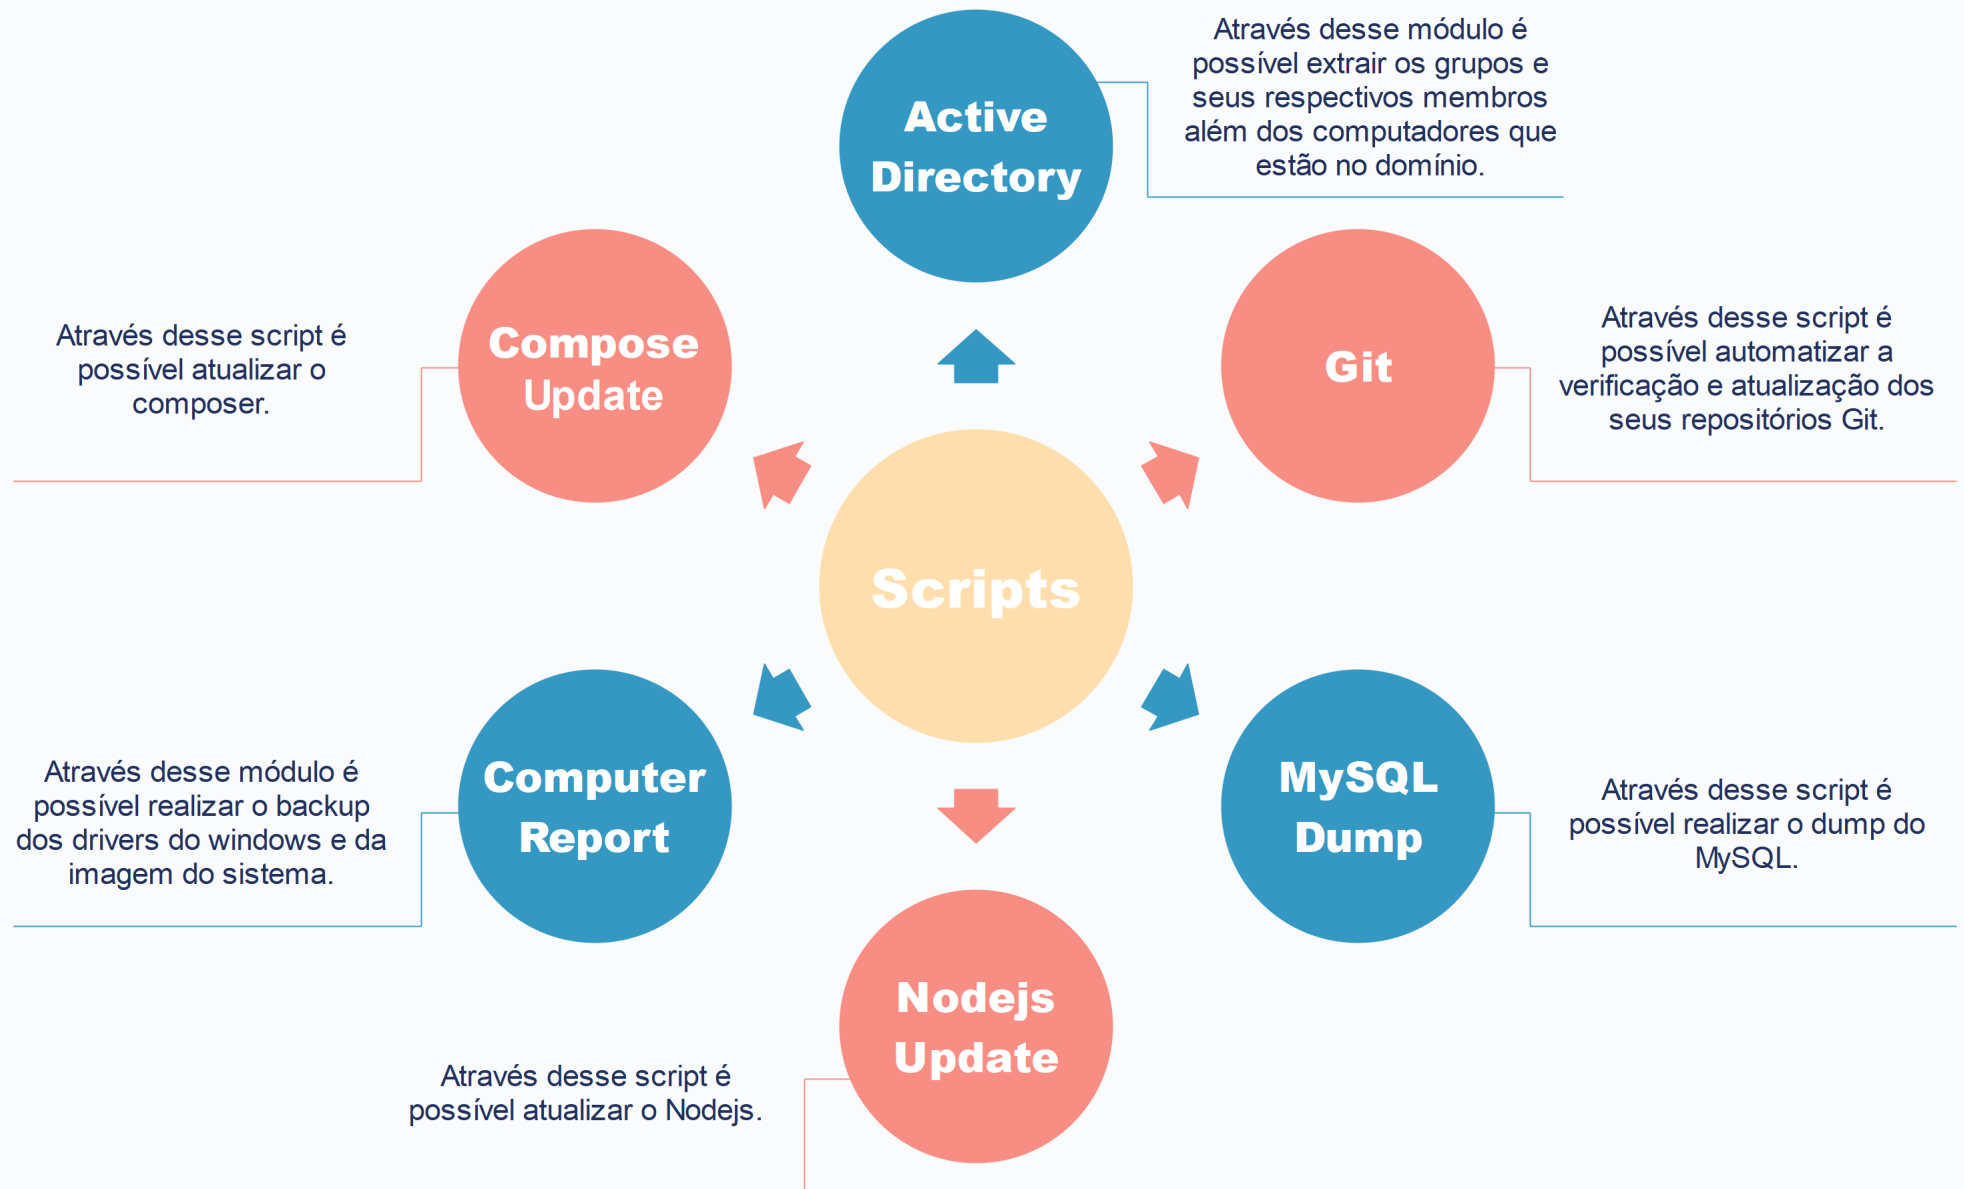 Active
Directory
Através desse módulo é
possível extrair os grupos e
seus respectivos membros
além dos computadores que
estão no domínio.
Compose
Update
Através desse script é
possível atualizar o
composer.
Git
Através desse script é
possível automatizar a
verificação e atualização dos
seus repositórios Git.
Scripts
Computer
Report
Através desse módulo é
possível realizar o backup
dos drivers do windows e da
imagem do sistema.
MySQL
Dump
Através desse script é
possível realizar o dump do
MySQL.
Nodejs
Update
Através desse script é
possível atualizar o Nodejs.